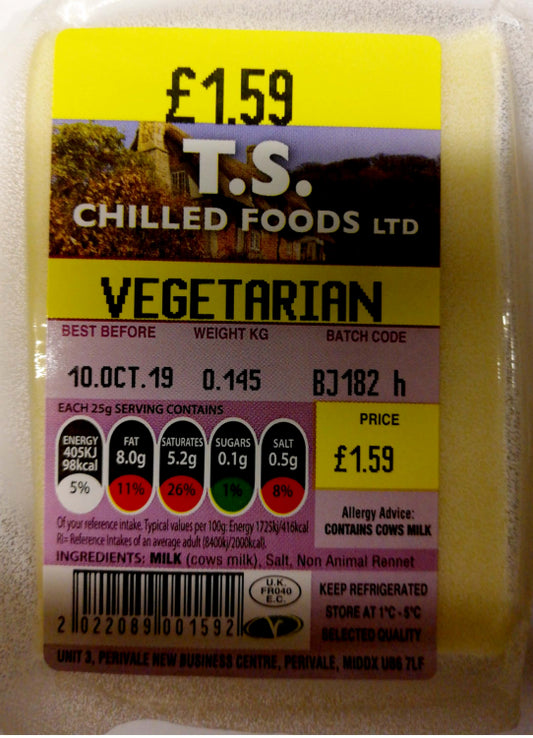 £1.59
T.S.
CHILLED FOODS LTD
VEGETARIAN
BEST BEFORE WEIGHT KG BATCH CODE
10.OCT.19 0.145 BJ182 h
EACH 25g SERVING CONTAINS
ENERGY 405KJ 98kcal 5%
FAT 8.0g 11%
SATURATES 5.2g 26%
SUGARS 0.1g 1%
SALT 0.5g 8%
PRICE
£1.59
Of your reference intake. Typical values per 100g: Energy 1725kj/416kcal
RI= Reference Intakes of an average adult (8400kj/2000kcal).
Allergy Advice:
CONTAINS COWS MILK
INGREDIENTS: MILK (cows milk), Salt, Non Animal Rennet
2 022089 001592
U.K.
FR040
E.C.
V
KEEP REFRIGERATED
STORE AT 1°C - 5°C
SELECTED QUALITY
UNIT 3, PERIVALE NEW BUSINESS CENTRE, PERIVALE, MIDDX UB6 7LF